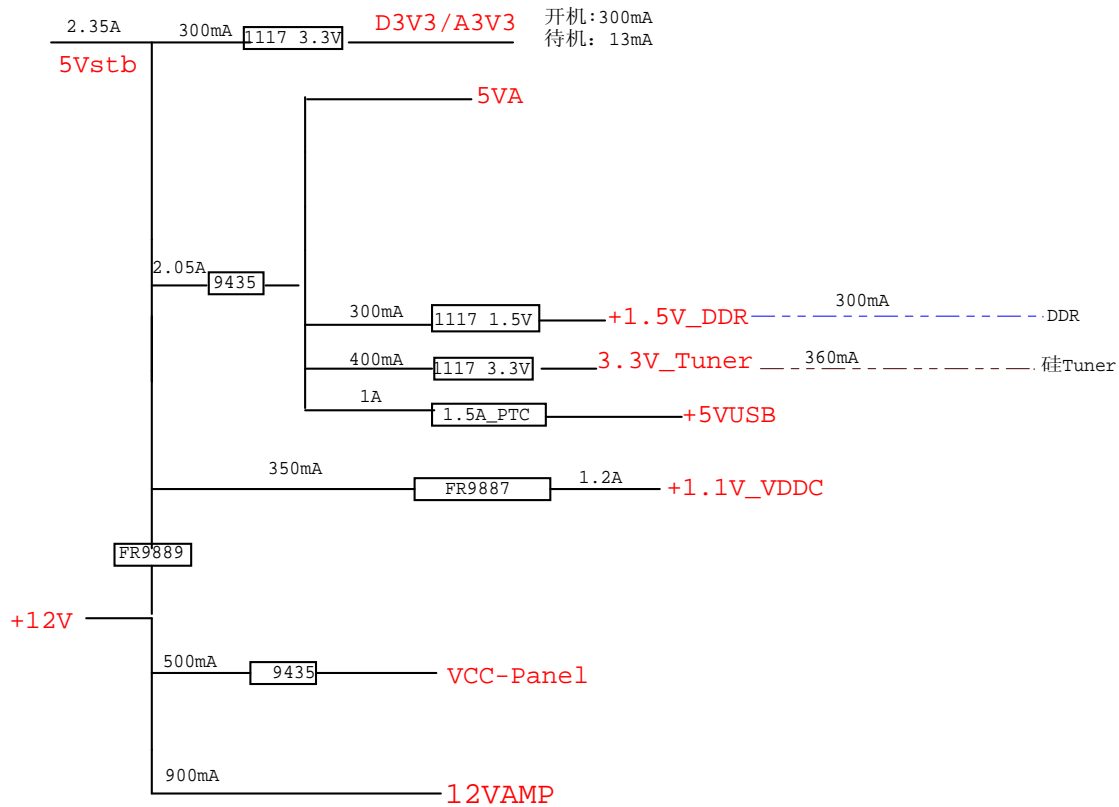 2.35A
300mA
1117 3.3V
D3V3/A3V3
开机:300mA
待机: 13mA
5Vstb
5VA
2.05A
9435
300mA
1117 1.5V
+1.5V_DDR
300mA
DDR
400mA
1117 3.3V
3.3V_Tuner
360mA
硅Tuner
1A
1.5A_PTC
+5VUSB
350mA
FR9887
1.2A
+1.1V_VDDC
FR9889
+12V
500mA
9435
VCC-Panel
900mA
12VAMP